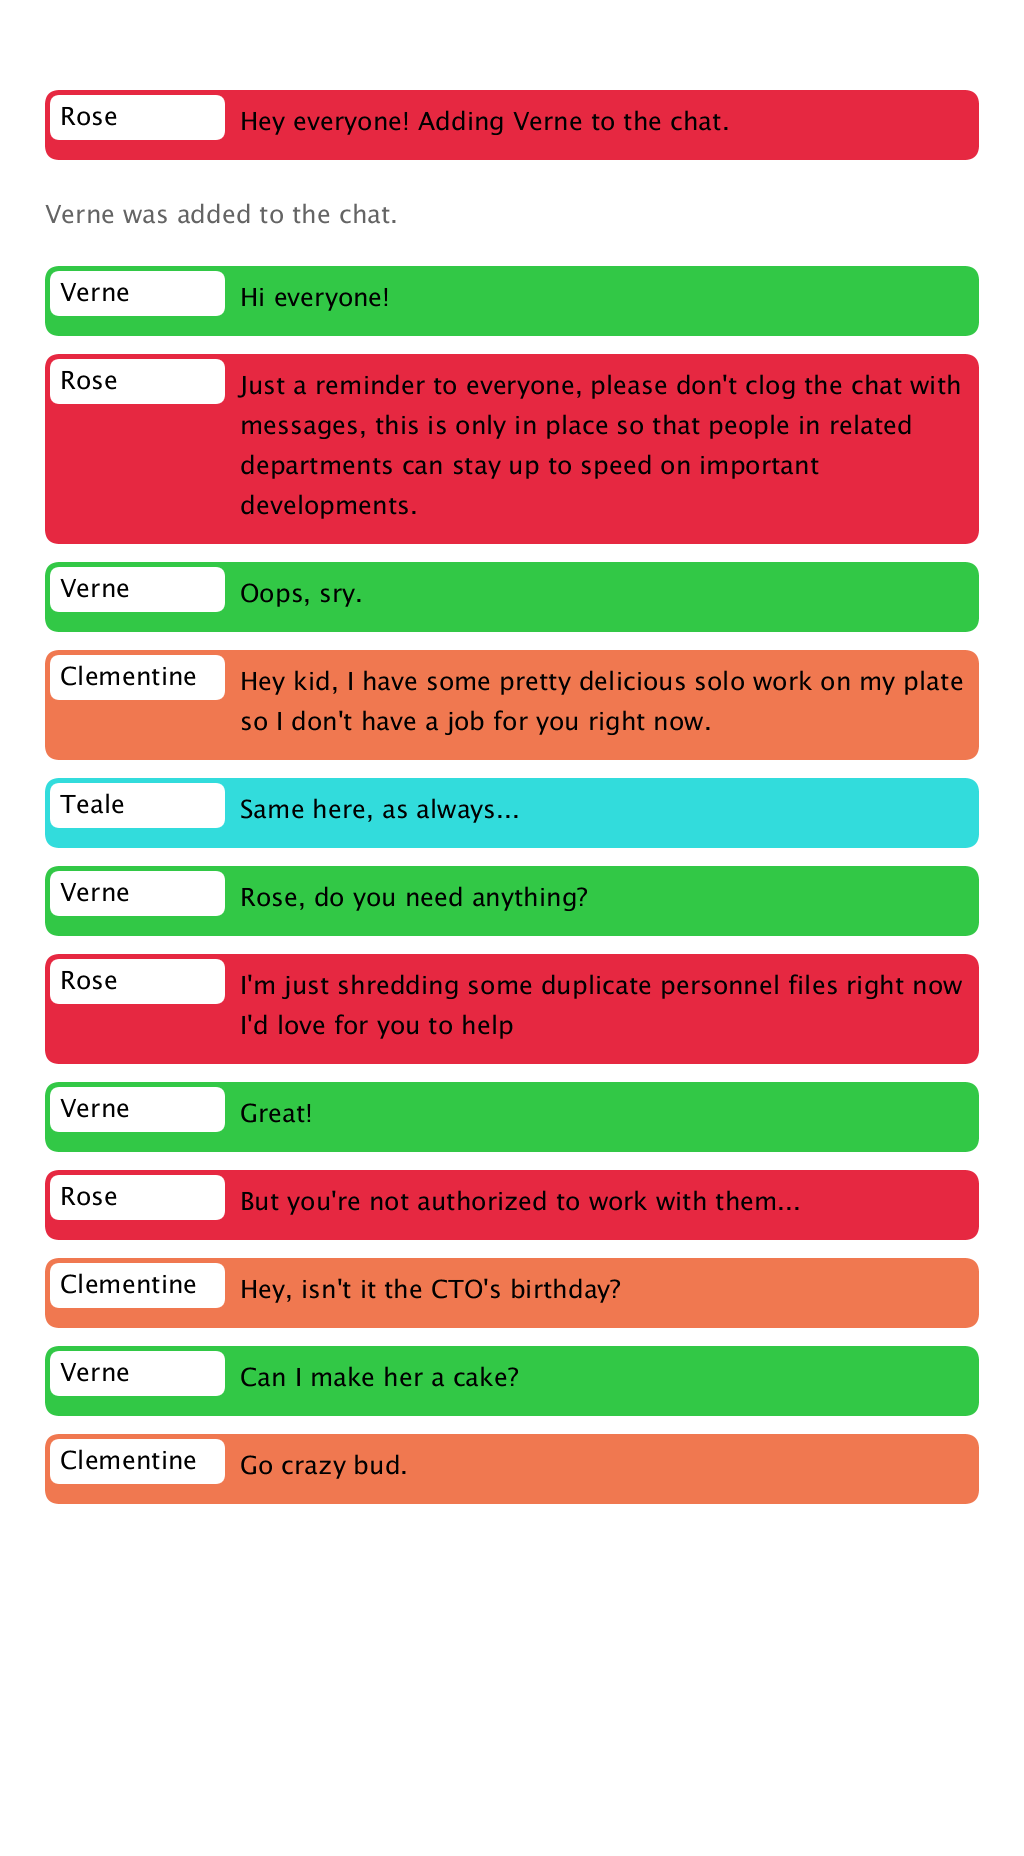 Rose
Hey everyone! Adding Verne to the chat.
Verne was added to the chat.
Verne
Hi everyone!
Rose
Just a reminder to everyone, please don't clog the chat with
messages, this is only in place so that people in related
departments can stay up to speed on important
developments.
Verne
Oops, sry.
Clementine
Hey kid, I have some pretty delicious solo work on my plate
so I don't have a job for you right now.
Teale
Same here, as always...
Verne
Rose, do you need anything?
Rose
I'm just shredding some duplicate personnel files right now
I'd love for you to help
Verne
Great!
Rose
But you're not authorized to work with them...
Clementine
Hey, isn't it the CTO's birthday?
Verne
Can I make her a cake?
Clementine
Go crazy bud.